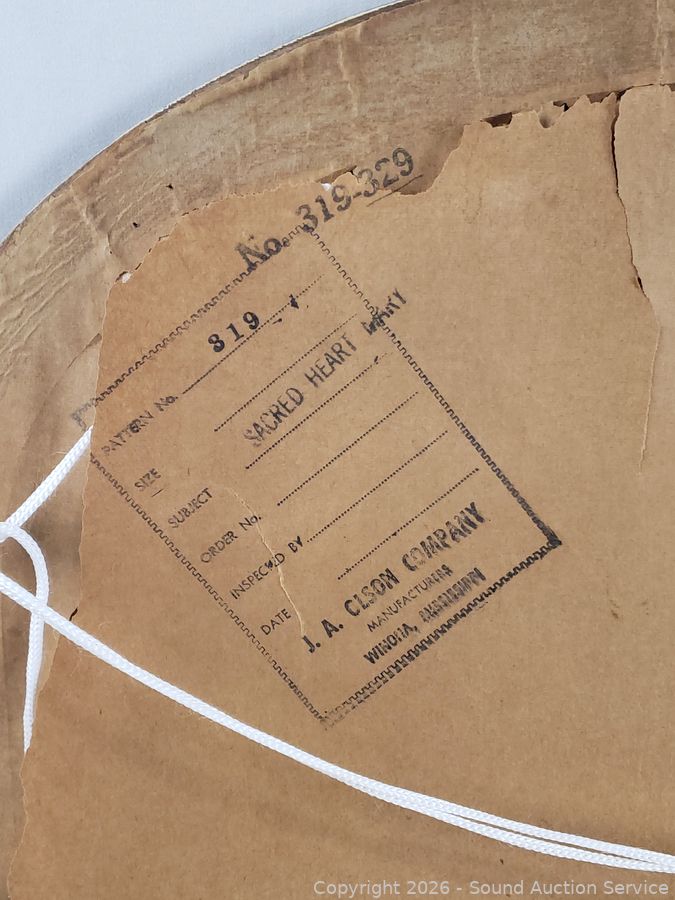 No. 319-329
PATTERN No. 819
SIZE
SUBJECT SACRED HEART MARY
ORDER No.
INSPECTED BY
DATE
J. A. OLSON COMPANY
MANUFACTURERS
WINONA, MISSISSIPPI
Copyright 2026 - Sound Auction Service